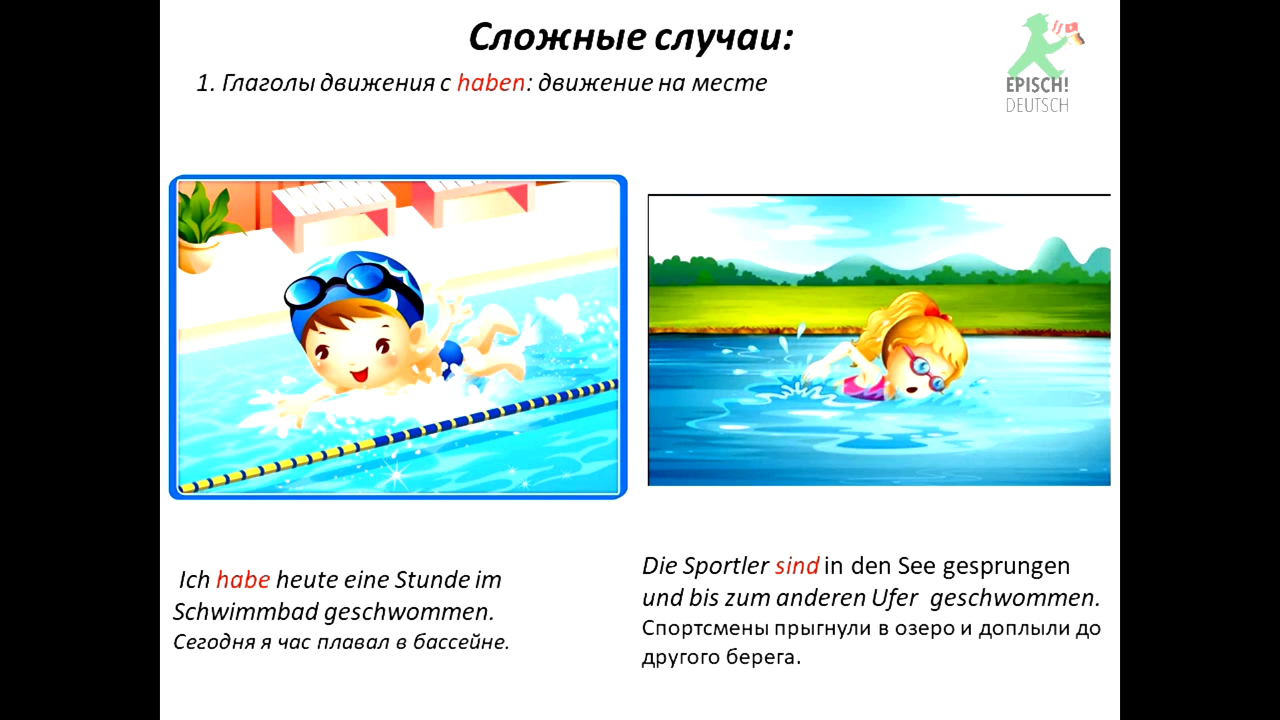 Сложные случаи:
1. Глаголы движения с haben: движение на месте
EPISCH!
DEUTSCH
Ich habe heute eine Stunde im
Schwimmbad geschwommen.
Сегодня я час плавал в бассейне.
Die Sportler sind in den See gesprungen
und bis zum anderen Ufer geschwommen.
Спортсмены прыгнули в озеро и доплыли до
другого берега.